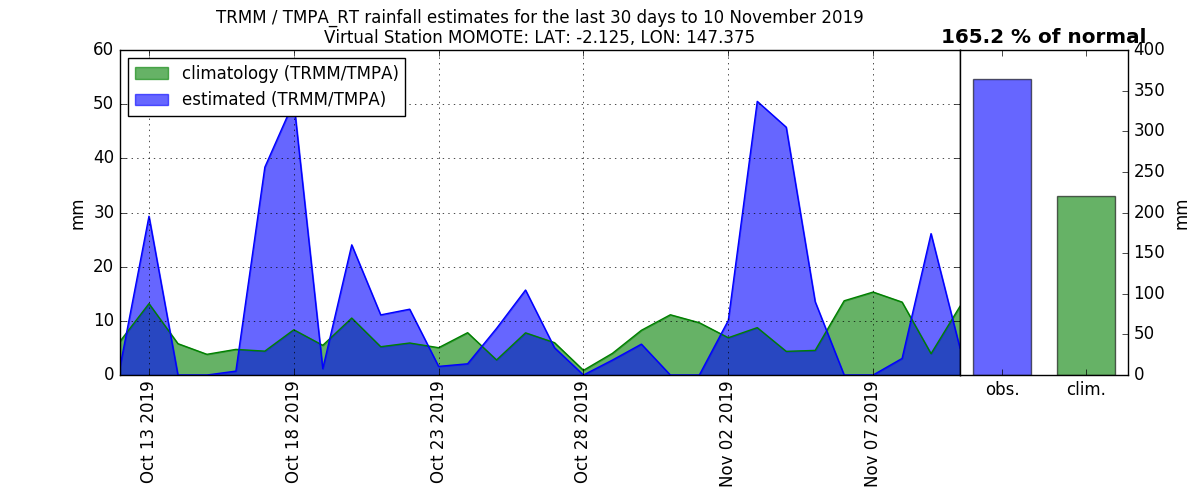 TRMM / TMPA_RT rainfall estimates for the last 30 days to 10 November 2019
Virtual Station MOMOTE: LAT: -2.125, LON: 147.375
165.2 % of normal
climatology (TRMM/TMPA)
estimated (TRMM/TMPA)
60
50
40
30
20
10
0
mm
400
350
300
250
200
150
100
50
0
mm
Oct 13 2019
Oct 18 2019
Oct 23 2019
Oct 28 2019
Nov 02 2019
Nov 07 2019
obs.
clim.